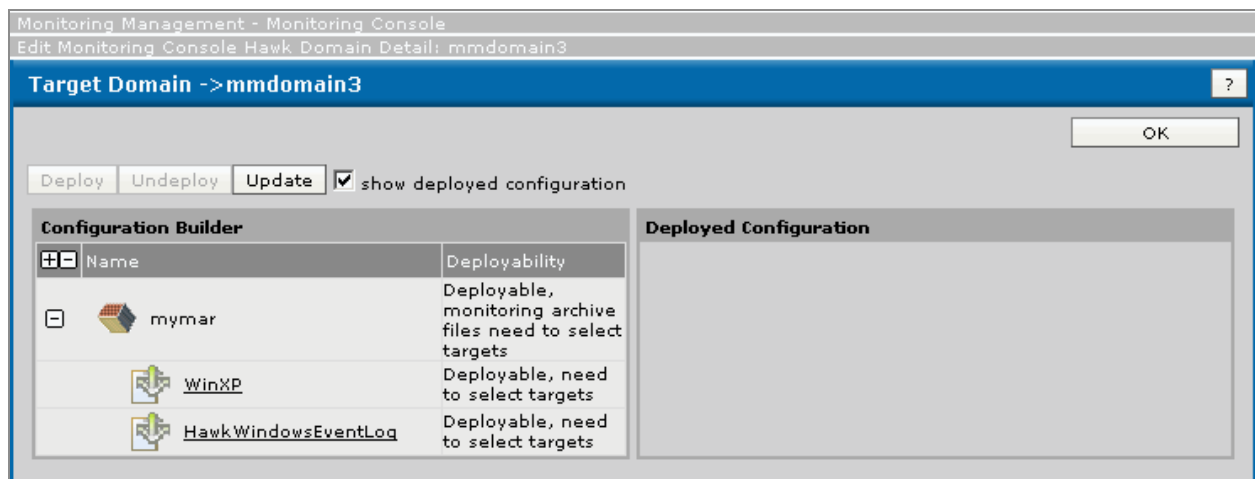 Monitoring Management - Monitoring Console
Edit Monitoring Console Hawk Domain Detail: mmdomain3
Target Domain ->mmdomain3
?
OK
Deploy Undeploy Update show deployed configuration
Configuration Builder
Name Deployability
mymar
Deployable,
monitoring archive
files need to select
targets
WinXP
Deployable, need
to select targets
HawkWindowsEventLog
Deployable, need
to select targets
Deployed Configuration